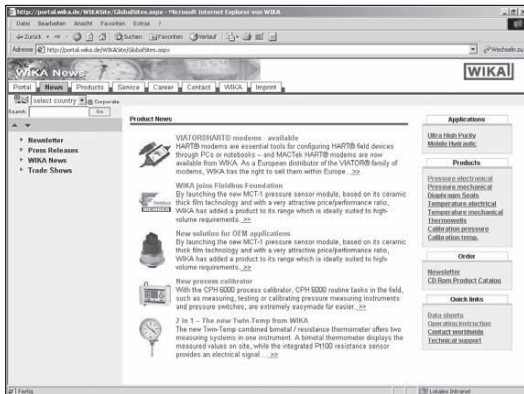 http://portal.wika.de/WIKASite/GlobalSites.aspx - Microsoft Internet Explorer von WIKA
Datei Bearbeiten Ansicht Favoriten Extras ?
Zurück Suchen Favoriten Verlauf
Adresse http://portal.wika.de/WIKASite/GlobalSites.aspx Wechseln zu
WIKA News
WIKA
Portal News Products Service Career Contact WIKA Imprint
select country Corporate
Search: Go
Newsletter
Press Releases
WIKA News
Trade Shows
Product News
VIATOR®HART® modems - available
HART® modems are essential tools for configuring HART® field devices
through PCs or notebooks – and MACTek HART® modems are now
available from WIKA. As a European distributor of the VIATOR® family of
modems, WIKA has the right to sell them within Europe...>>
WIKA joins Fieldbus Foundation
By launching the new MCT-1 pressure sensor module, based on its ceramic
thick film technology and with a very attractive price/performance ratio,
WIKA has added a product to its range which is ideally suited to high-
volume requirements...>>
New solution for OEM applications
By launching the new MCT-1 pressure sensor module, based on its ceramic
thick film technology and with a very attractive price/performance ratio,
WIKA has added a product to its range which is ideally suited to high-
volume requirements...>>
New process calibrator
With the CPH 6000 process calibrator, CPH 6000 routine tasks in the field,
such as measuring, testing or calibrating pressure measuring instruments
and pressure switches, are extremely easymade far easier. ...>>
2 in 1 – The new Twin-Temp from WIKA
The new Twin-Temp combined bimetal / resistance thermometer offers two
measuring systems in one instrument. A bimetal thermometer displays the
measured values on site, while the integrated Pt100 resistance sensor
provides an electrical signal ...>>
Applications
Ultra High Purity
Mobile Hydraulic
Products
Pressure electronical
Pressure mechanical
Diaphragm Seals
Temperature electrical
Temperature mechanical
Thermowells
Calibration pressure
Calibration temp.
Order
Newsletter
CD Rom Product Catalog
Quick links
Data sheets
Operating instruction
Contact worldwide
Technical support
Fertig Lokales Intranet